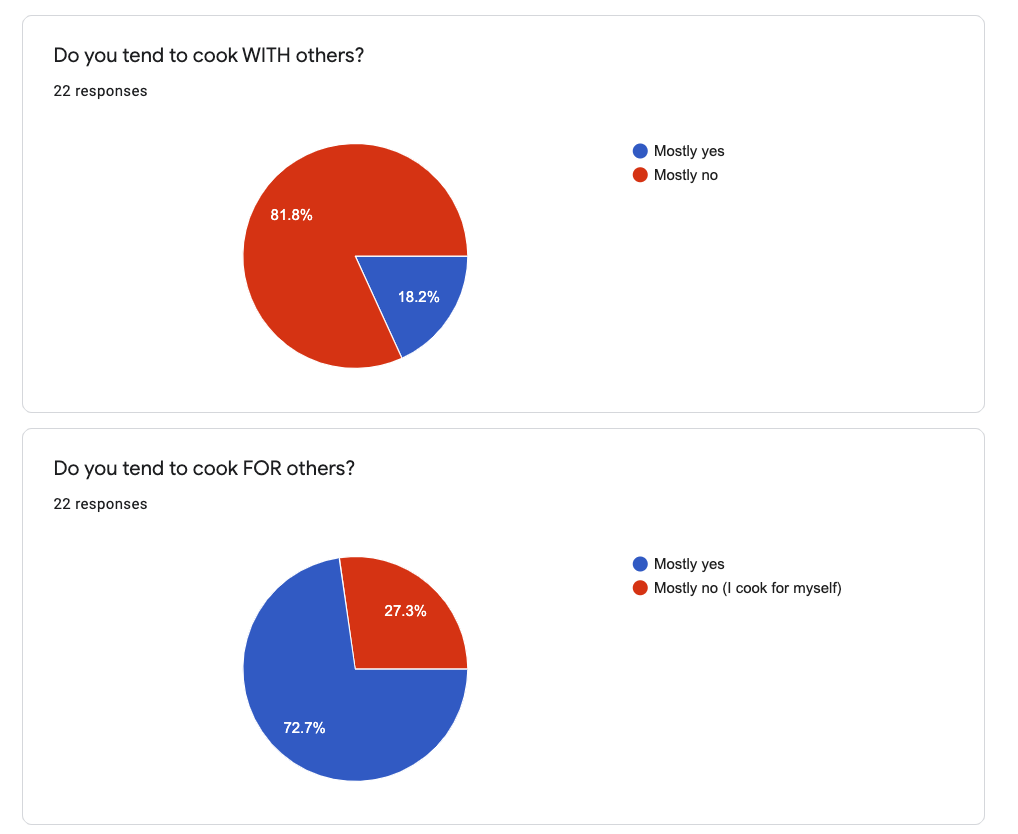 Do you tend to cook WITH others?
22 responses
Mostly yes
Mostly no
81.8%
18.2%
Do you tend to cook FOR others?
22 responses
Mostly yes
Mostly no (I cook for myself)
27.3%
72.7%